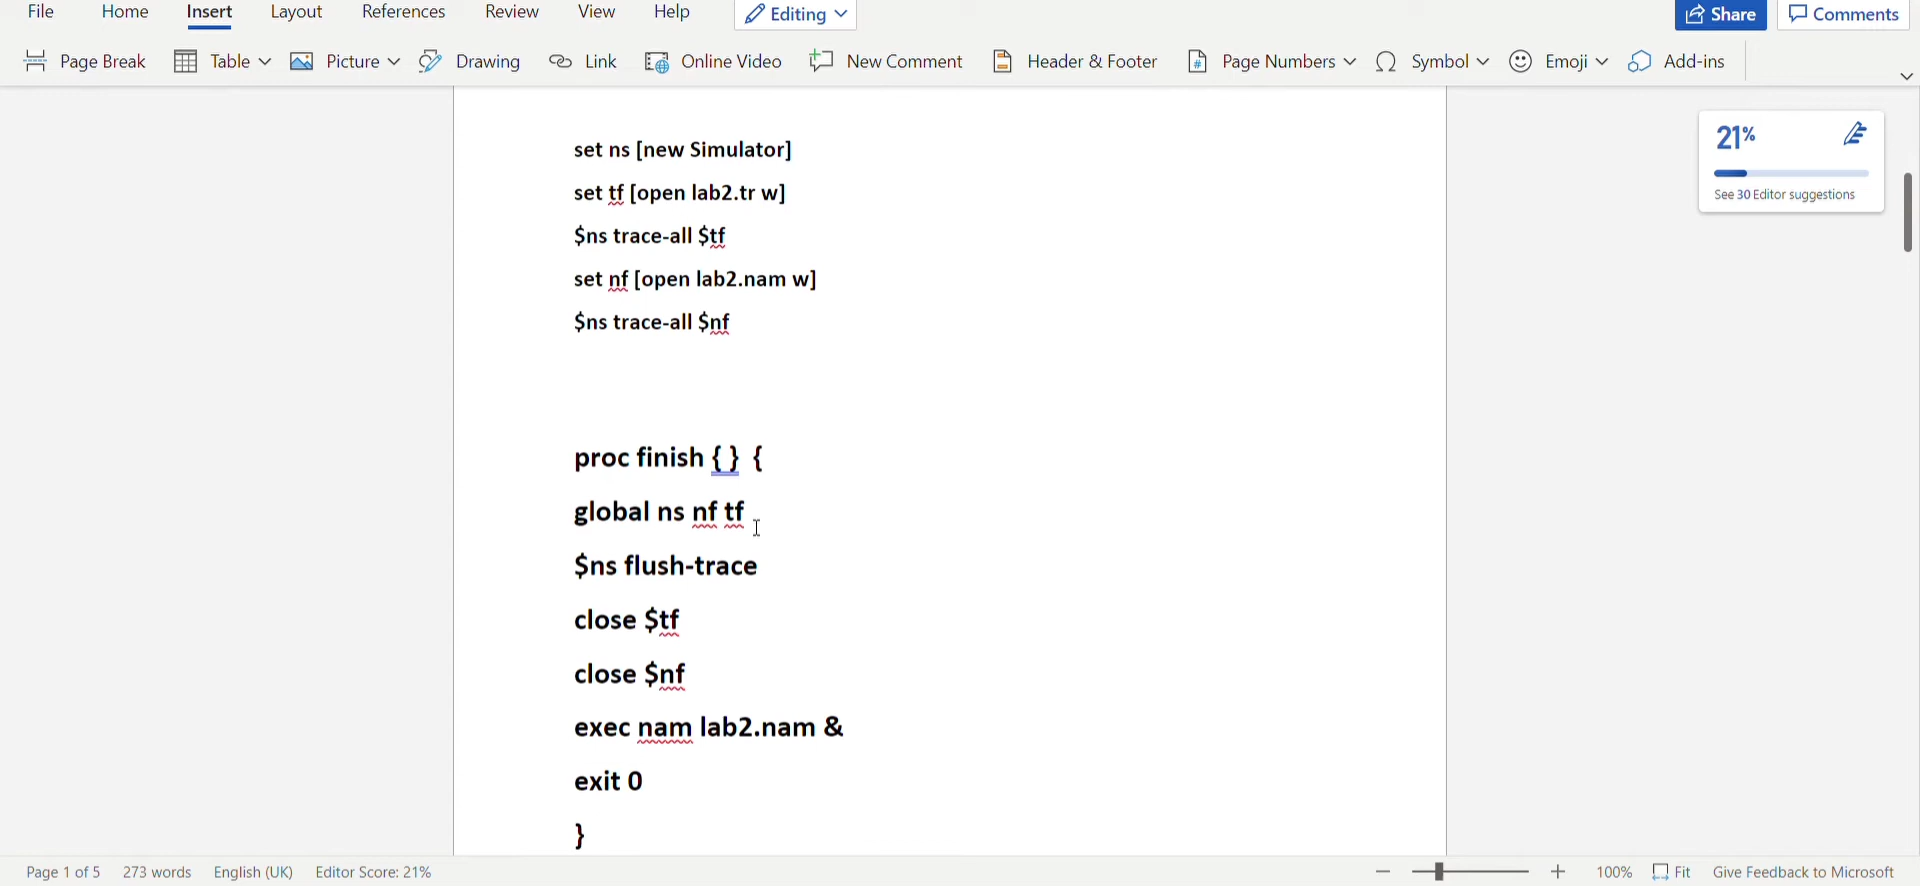 File Home Insert Layout References Review View Help Editing Share Comments
Page Break Table Picture Drawing Link Online Video New Comment Header & Footer Page Numbers Symbol Emoji Add-ins
21%
See 30 Editor suggestions
set ns [new Simulator]
set tf [open lab2.tr w]
$ns trace-all $tf
set nf [open lab2.nam w]
$ns trace-all $nf
proc finish { } {
global ns nf tf
$ns flush-trace
close $tf
close $nf
exec nam lab2.nam &
exit 0
}
Page 1 of 5 273 words English (UK) Editor Score: 21% 100% Fit Give Feedback to Microsoft